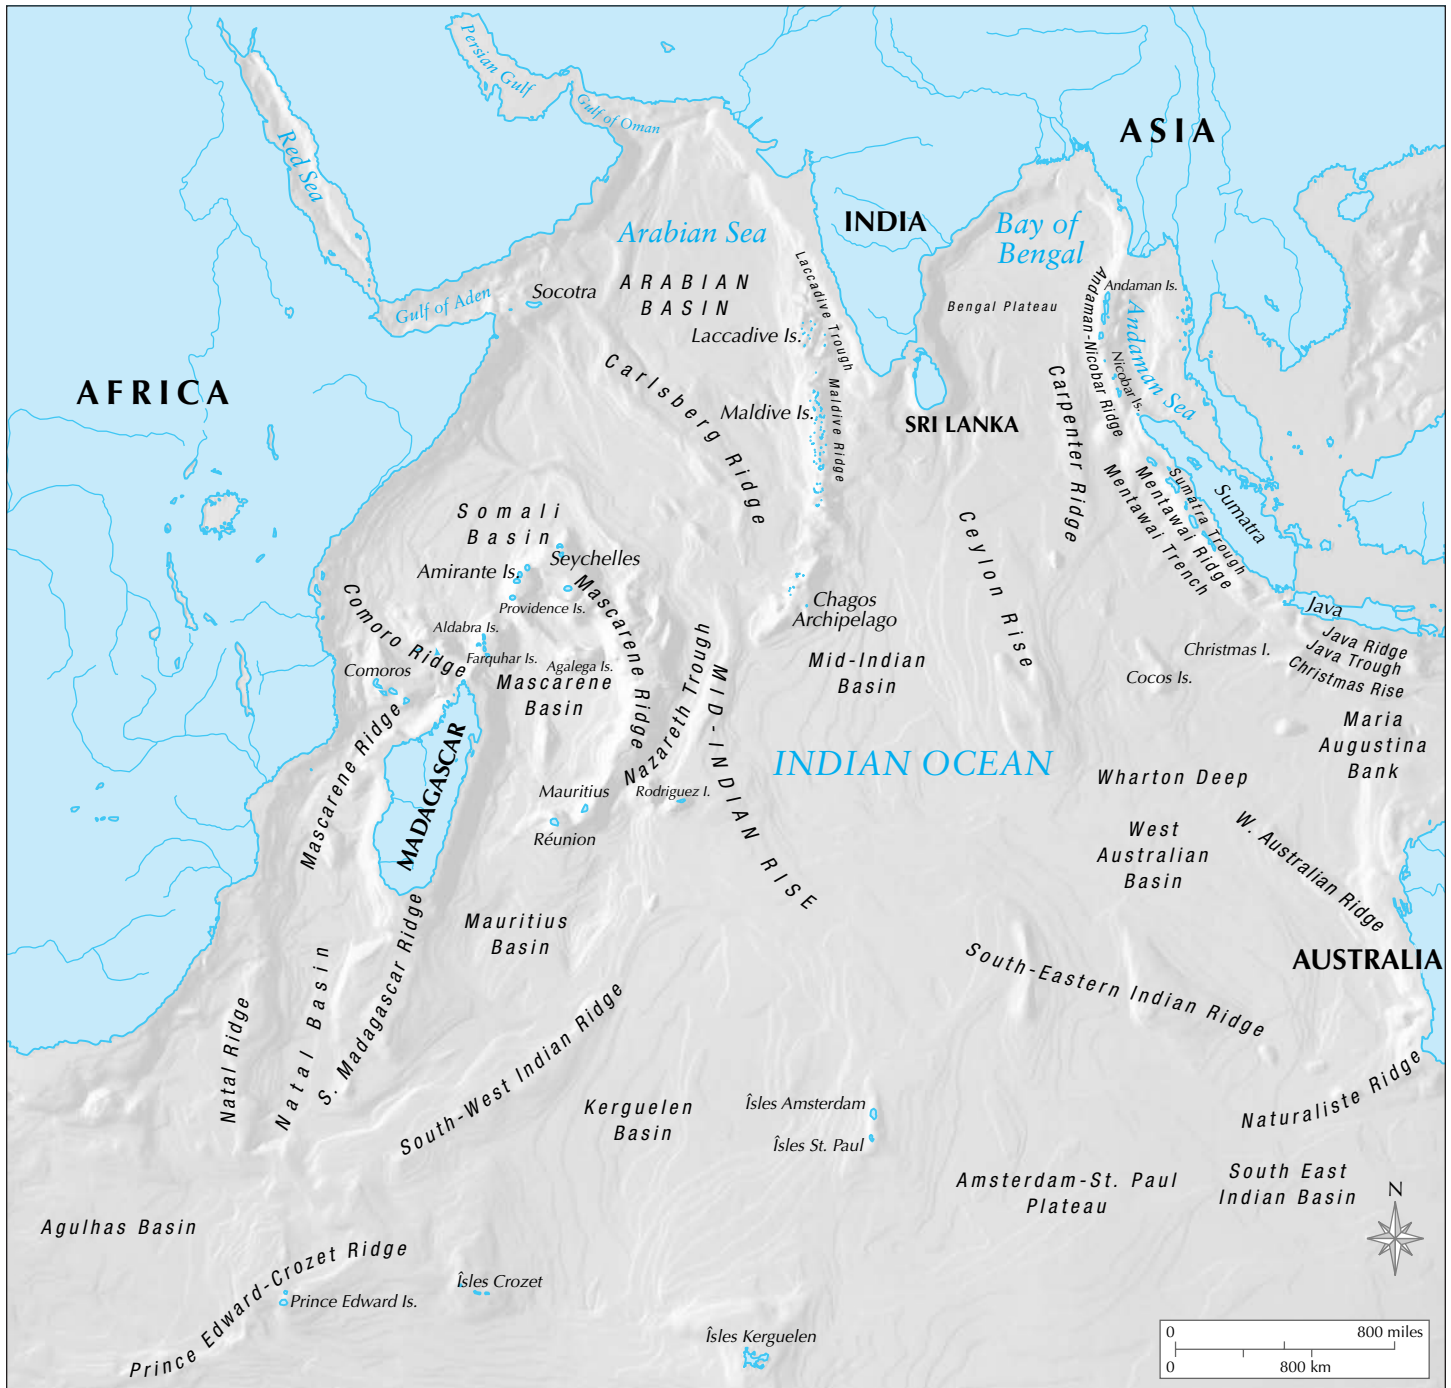 Persian Gulf
Gulf of Oman
Red Sea
ASIA
INDIA
Arabian Sea
Bay of
Bengal
ARABIAN
BASIN
Socotra
Gulf of Aden
Laccadive Trough
Laccadive Is.
Bengal Plateau
Andaman Is.
Andaman-Nicobar Ridge
Andaman Sea
Nicobar Is.
AFRICA
Carlsberg Ridge
Maldive Is.
Maldive Ridge
SRI LANKA
Carpenter Ridge
Sumatra
Sumatra Trough
Mentawai Ridge
Mentawai Trench
Somali
Basin
Seychelles
Amirante Is.
Providence Is.
Mascarene Ridge
Ceylon Rise
Chagos
Archipelago
Java
Java Ridge
Java Trough
Christmas Rise
Christmas I.
Cocos Is.
Comoro Ridge
Aldabra Is.
Farquhar Is.
Agalega Is.
Comoros
Mascarene
Basin
Nazareth Trough
MID-INDIAN RISE
Mid-Indian
Basin
Maria
Augustina
Bank
Mascarene Ridge
MADAGASCAR
INDIAN OCEAN
Wharton Deep
Mauritius
Rodriguez I.
Réunion
West
Australian
Basin
W. Australian Ridge
Mauritius
Basin
AUSTRALIA
South-Eastern Indian Ridge
Natal Ridge
Natal Basin
S. Madagascar Ridge
South-West Indian Ridge
Kerguelen
Basin
Îsles Amsterdam
Îsles St. Paul
Naturaliste Ridge
Amsterdam-St. Paul
Plateau
South East
Indian Basin
N
Agulhas Basin
Prince Edward-Crozet Ridge
Îsles Crozet
Prince Edward Is.
Îsles Kerguelen
0 800 miles
0 800 km